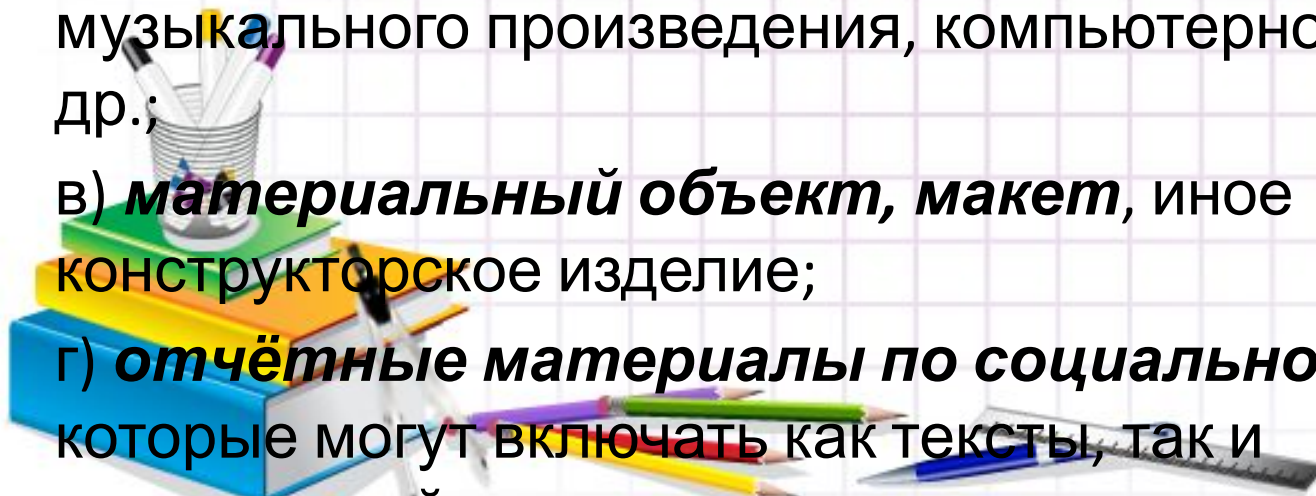 музыкального произведения, компьютерно
др.;
в) материальный объект, макет, иное
конструкторское изделие;
г) отчётные материалы по социально
которые могут включать как тексты, так и